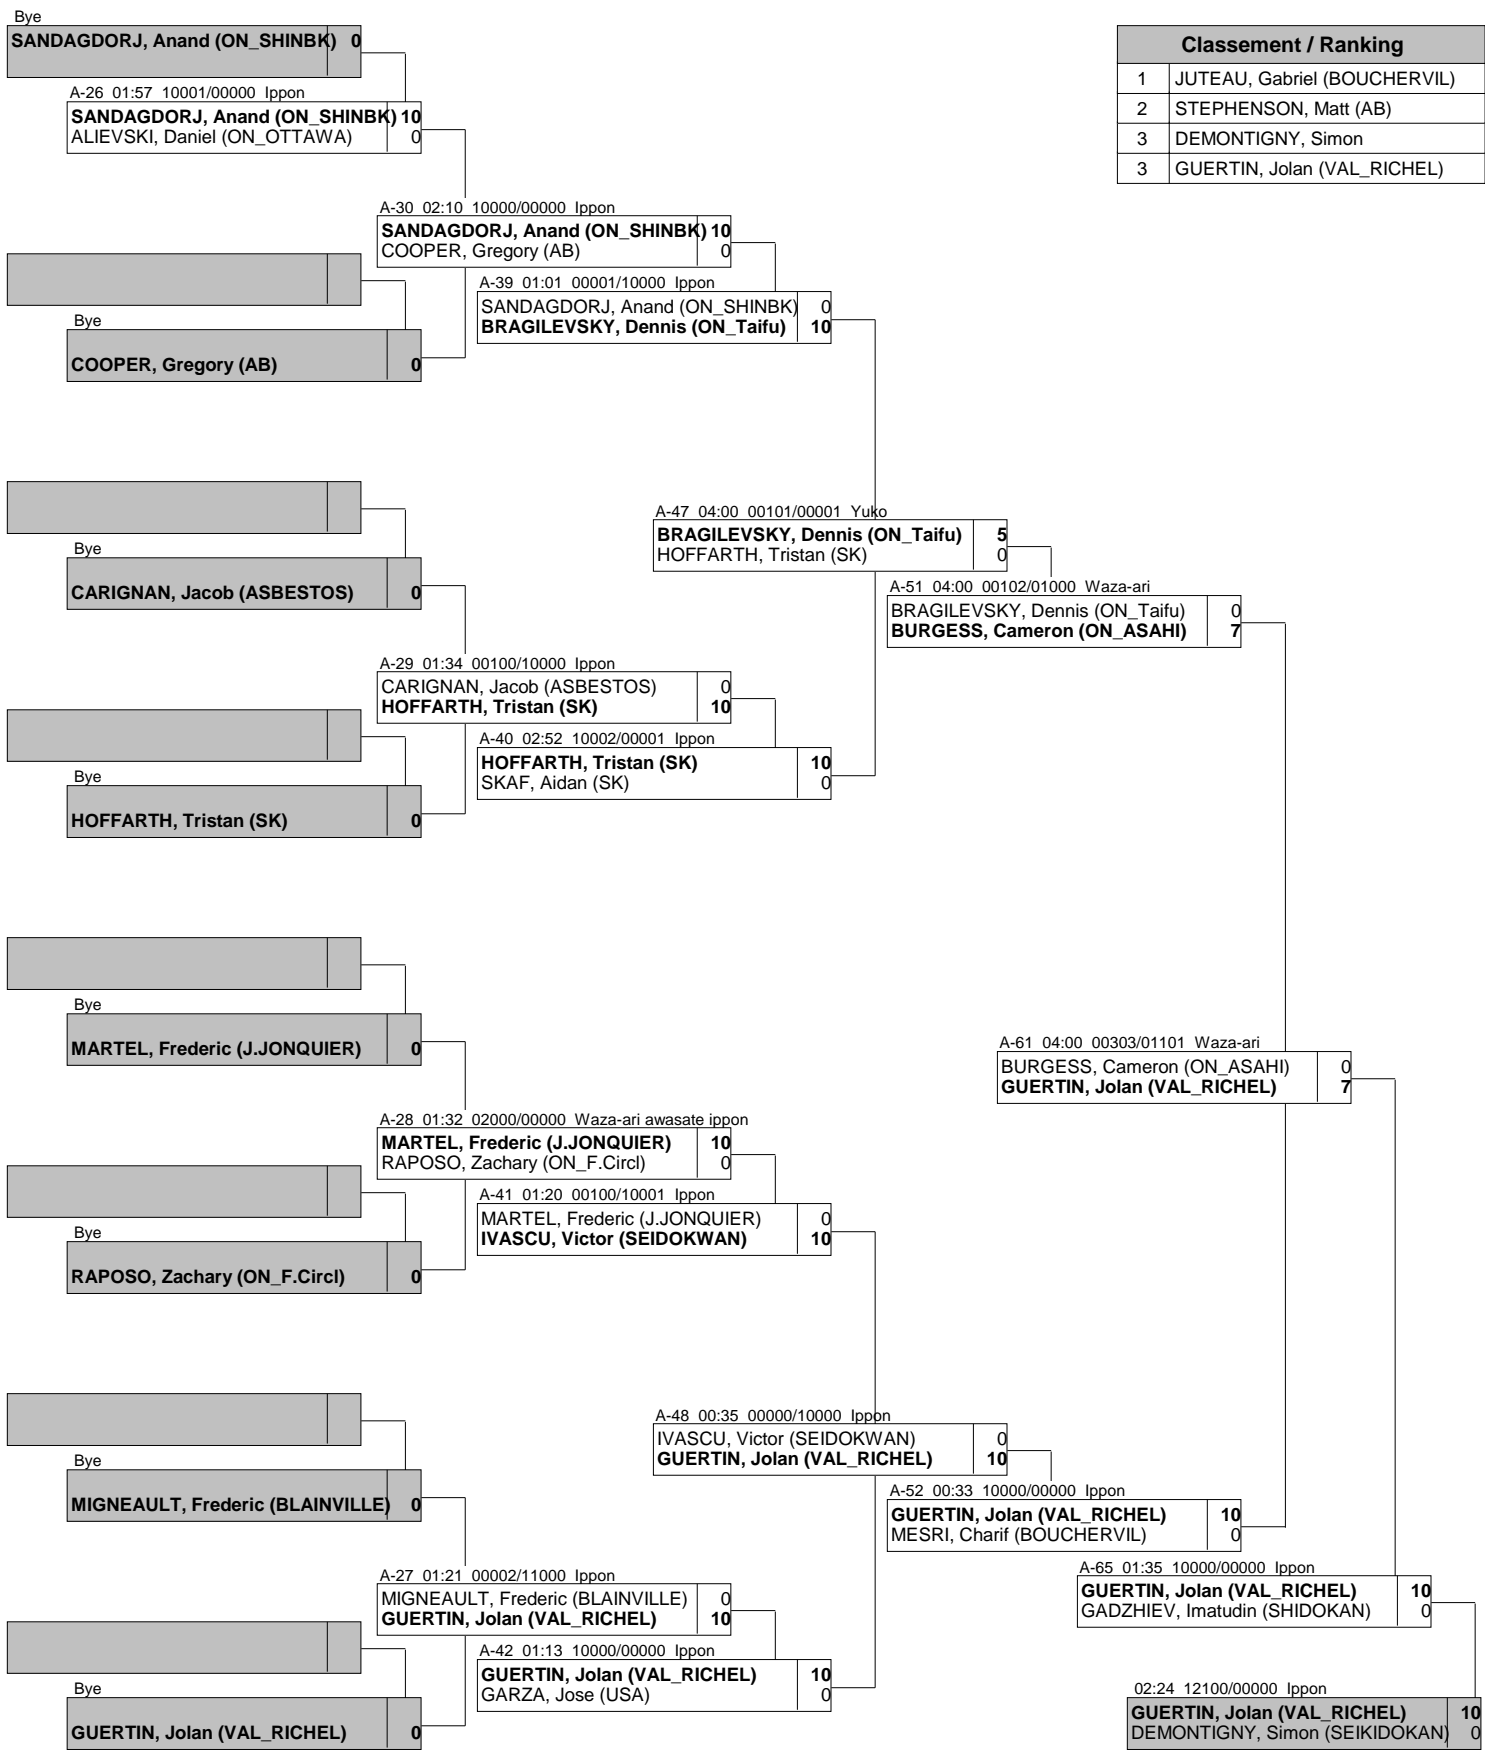 Bye
SANDAGDORJ, Anand (ON_SHINBK) 0
A-26 01:57 10001/00000 Ippon
SANDAGDORJ, Anand (ON_SHINBK) 10
ALIEVSKI, Daniel (ON_OTTAWA) 0
Classement / Ranking
1 JUTEAU, Gabriel (BOUCHERVIL)
2 STEPHENSON, Matt (AB)
3 DEMONTIGNY, Simon
3 GUERTIN, Jolan (VAL_RICHEL)
A-30 02:10 10000/00000 Ippon
SANDAGDORJ, Anand (ON_SHINBK) 10
COOPER, Gregory (AB) 0
A-39 01:01 00001/10000 Ippon
SANDAGDORJ, Anand (ON_SHINBK) 0
BRAGILEVSKY, Dennis (ON_Taifu) 10
Bye
COOPER, Gregory (AB) 0
A-47 04:00 00101/00001 Yuko
BRAGILEVSKY, Dennis (ON_Taifu) 5
HOFFARTH, Tristan (SK) 0
Bye
CARIGNAN, Jacob (ASBESTOS) 0
A-51 04:00 00102/01000 Waza-ari
BRAGILEVSKY, Dennis (ON_Taifu) 0
BURGESS, Cameron (ON_ASAHI) 7
A-29 01:34 00100/10000 Ippon
CARIGNAN, Jacob (ASBESTOS) 0
HOFFARTH, Tristan (SK) 10
A-40 02:52 10002/00001 Ippon
HOFFARTH, Tristan (SK) 10
SKAF, Aidan (SK) 0
Bye
HOFFARTH, Tristan (SK) 0
Bye
MARTEL, Frederic (J.JONQUIER) 0
A-61 04:00 00303/01101 Waza-ari
BURGESS, Cameron (ON_ASAHI) 0
GUERTIN, Jolan (VAL_RICHEL) 7
A-28 01:32 02000/00000 Waza-ari awasate ippon
MARTEL, Frederic (J.JONQUIER) 10
RAPOSO, Zachary (ON_F.Circl) 0
A-41 01:20 00100/10001 Ippon
MARTEL, Frederic (J.JONQUIER) 0
IVASCU, Victor (SEIDOKWAN) 10
Bye
RAPOSO, Zachary (ON_F.Circl) 0
A-48 00:35 00000/10000 Ippon
IVASCU, Victor (SEIDOKWAN) 0
GUERTIN, Jolan (VAL_RICHEL) 10
Bye
MIGNEAULT, Frederic (BLAINVILLE) 0
A-52 00:33 10000/00000 Ippon
GUERTIN, Jolan (VAL_RICHEL) 10
MESRI, Charif (BOUCHERVIL) 0
A-27 01:21 00002/11000 Ippon
MIGNEAULT, Frederic (BLAINVILLE) 0
GUERTIN, Jolan (VAL_RICHEL) 10
A-65 01:35 10000/00000 Ippon
GUERTIN, Jolan (VAL_RICHEL) 10
GADZHIEV, Imatudin (SHIDOKAN) 0
A-42 01:13 10000/00000 Ippon
GUERTIN, Jolan (VAL_RICHEL) 10
GARZA, Jose (USA) 0
Bye
GUERTIN, Jolan (VAL_RICHEL) 0
02:24 12100/00000 Ippon
GUERTIN, Jolan (VAL_RICHEL) 10
DEMONTIGNY, Simon (SEIKIDOKAN) 0